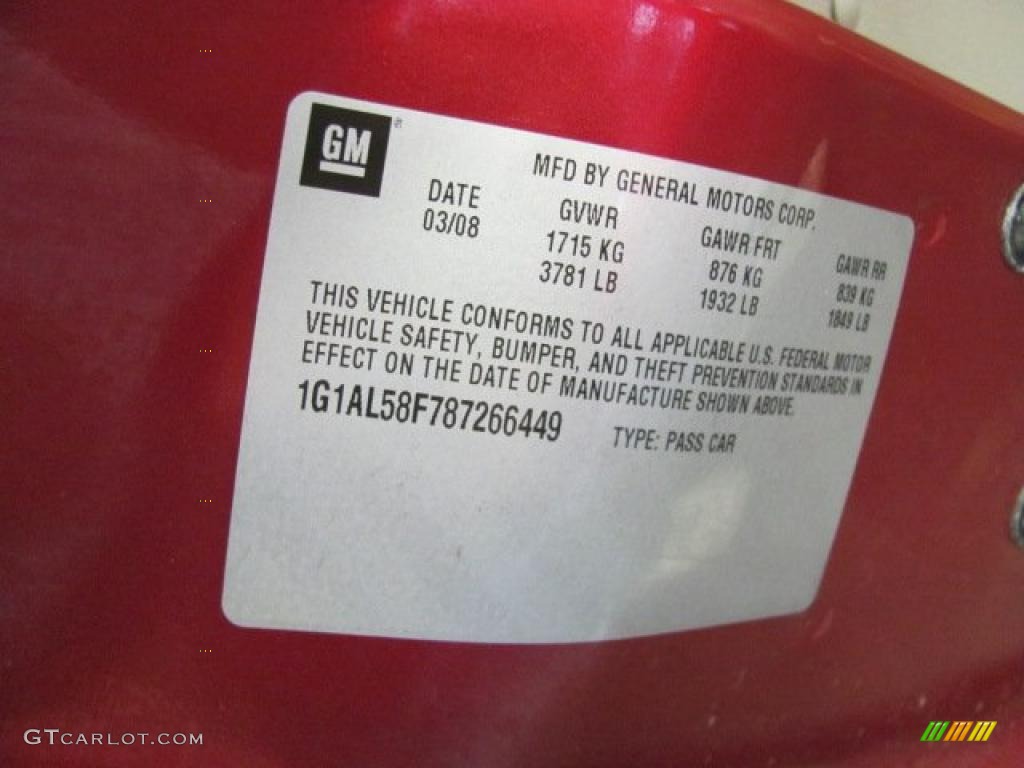 GM
MFD BY GENERAL MOTORS CORP.
DATE GVWR GAWR FRT GAWR RR
03/08 1715 KG 876 KG 839 KG
3781 LB 1932 LB 1849 LB
THIS VEHICLE CONFORMS TO ALL APPLICABLE U.S. FEDERAL MOTOR
VEHICLE SAFETY, BUMPER, AND THEFT PREVENTION STANDARDS IN
EFFECT ON THE DATE OF MANUFACTURE SHOWN ABOVE.
1G1AL58F787266449 TYPE: PASS CAR
GTCARLOT.COM